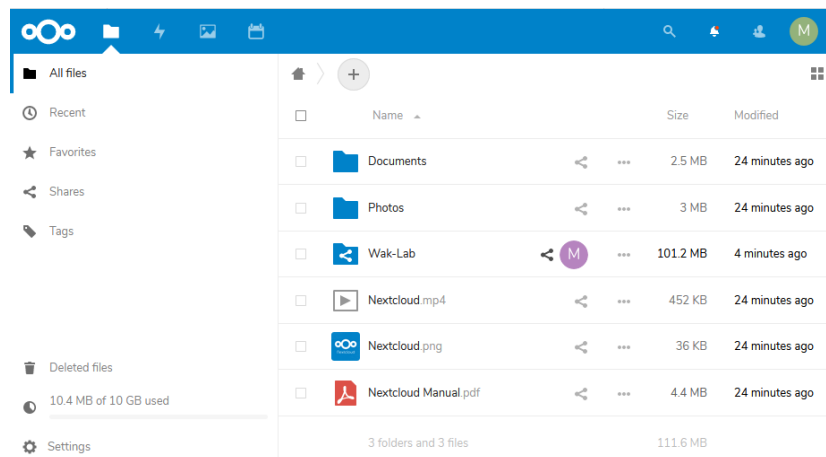 M
All files
Recent
Favorites
Shares
Tags
Deleted files
10.4 MB of 10 GB used
Settings
Name Size Modified
Documents 2.5 MB 24 minutes ago
Photos 3 MB 24 minutes ago
Wak-Lab M 101.2 MB 4 minutes ago
Nextcloud.mp4 452 KB 24 minutes ago
Nextcloud.png 36 KB 24 minutes ago
Nextcloud Manual.pdf 4.4 MB 24 minutes ago
3 folders and 3 files 111.6 MB